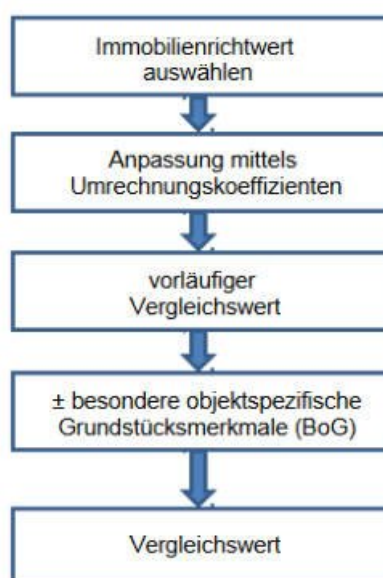 Immobilienrichtwert
auswählen
Anpassung mittels
Umrechnungskoeffizienten
vorläufiger
Vergleichswert
± besondere objektspezifische
Grundstücksmerkmale (BoG)
Vergleichswert